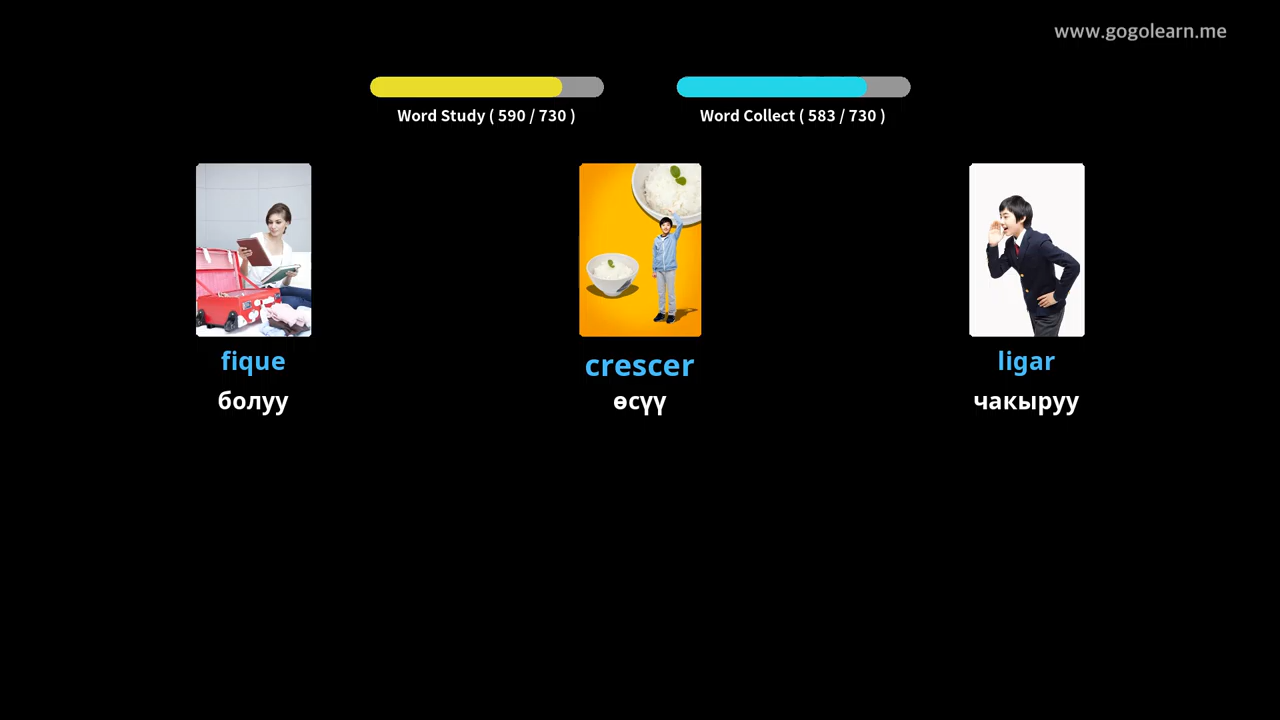 www.gogolearn.me
Word Study ( 590 / 730 )
Word Collect ( 583 / 730 )
fique
crescer
ligar
болуу
өсүү
чакыруу